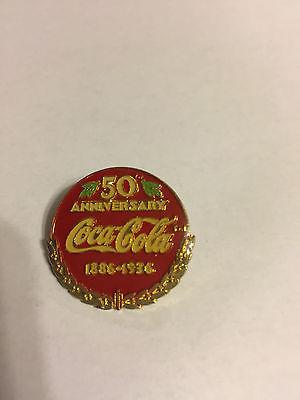 50th
ANNIVERSARY
Coca-Cola
1886-1936